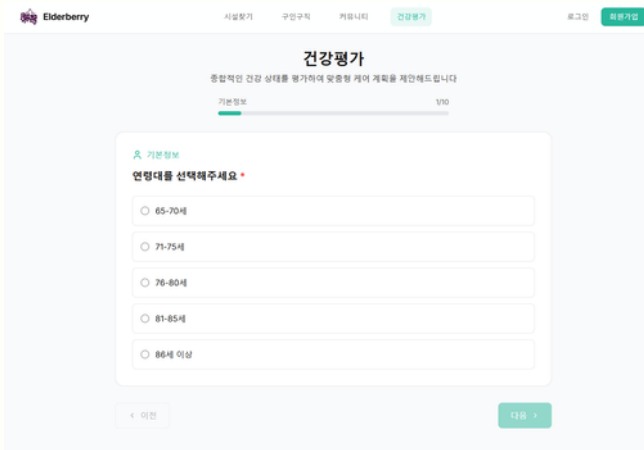 Elderberry 시설찾기 구인구직 커뮤니티 건강평가 로그인 회원가입
건강평가
종합적인 건강 상태를 평가하여 맞춤형 케어 계획을 제안해드립니다
기본정보 1/10
기본정보
연령대를 선택해주세요 *
65-70세
71-75세
76-80세
81-85세
86세 이상
< 이전 다음 >